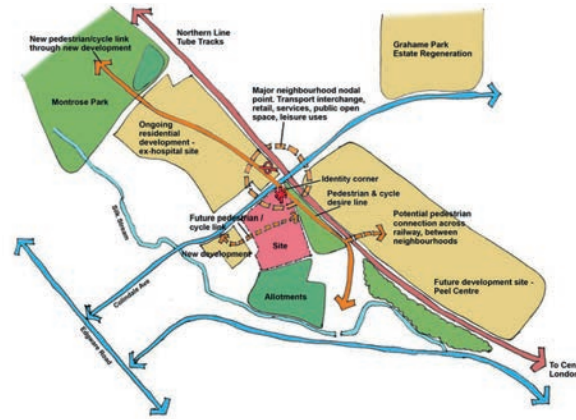 New pedestrian/cycle link
through new development
Northern Line
Tube Tracks
Grahame Park
Estate Regeneration
Montrose Park
Major neighbourhood nodal
point. Transport interchange,
retail, services, public open
space, leisure uses
Ongoing
residential
development -
ex-hospital site
Identity corner
Pedestrian & cycle
desire line
Silk Stream
Future pedestrian /
cycle link
Potential pedestrian
connection across
railway, between
neighbourhoods
Site
New development
Colindale Ave
Allotments
Future development site -
Peel Centre
Edgware Road
To Cen
London